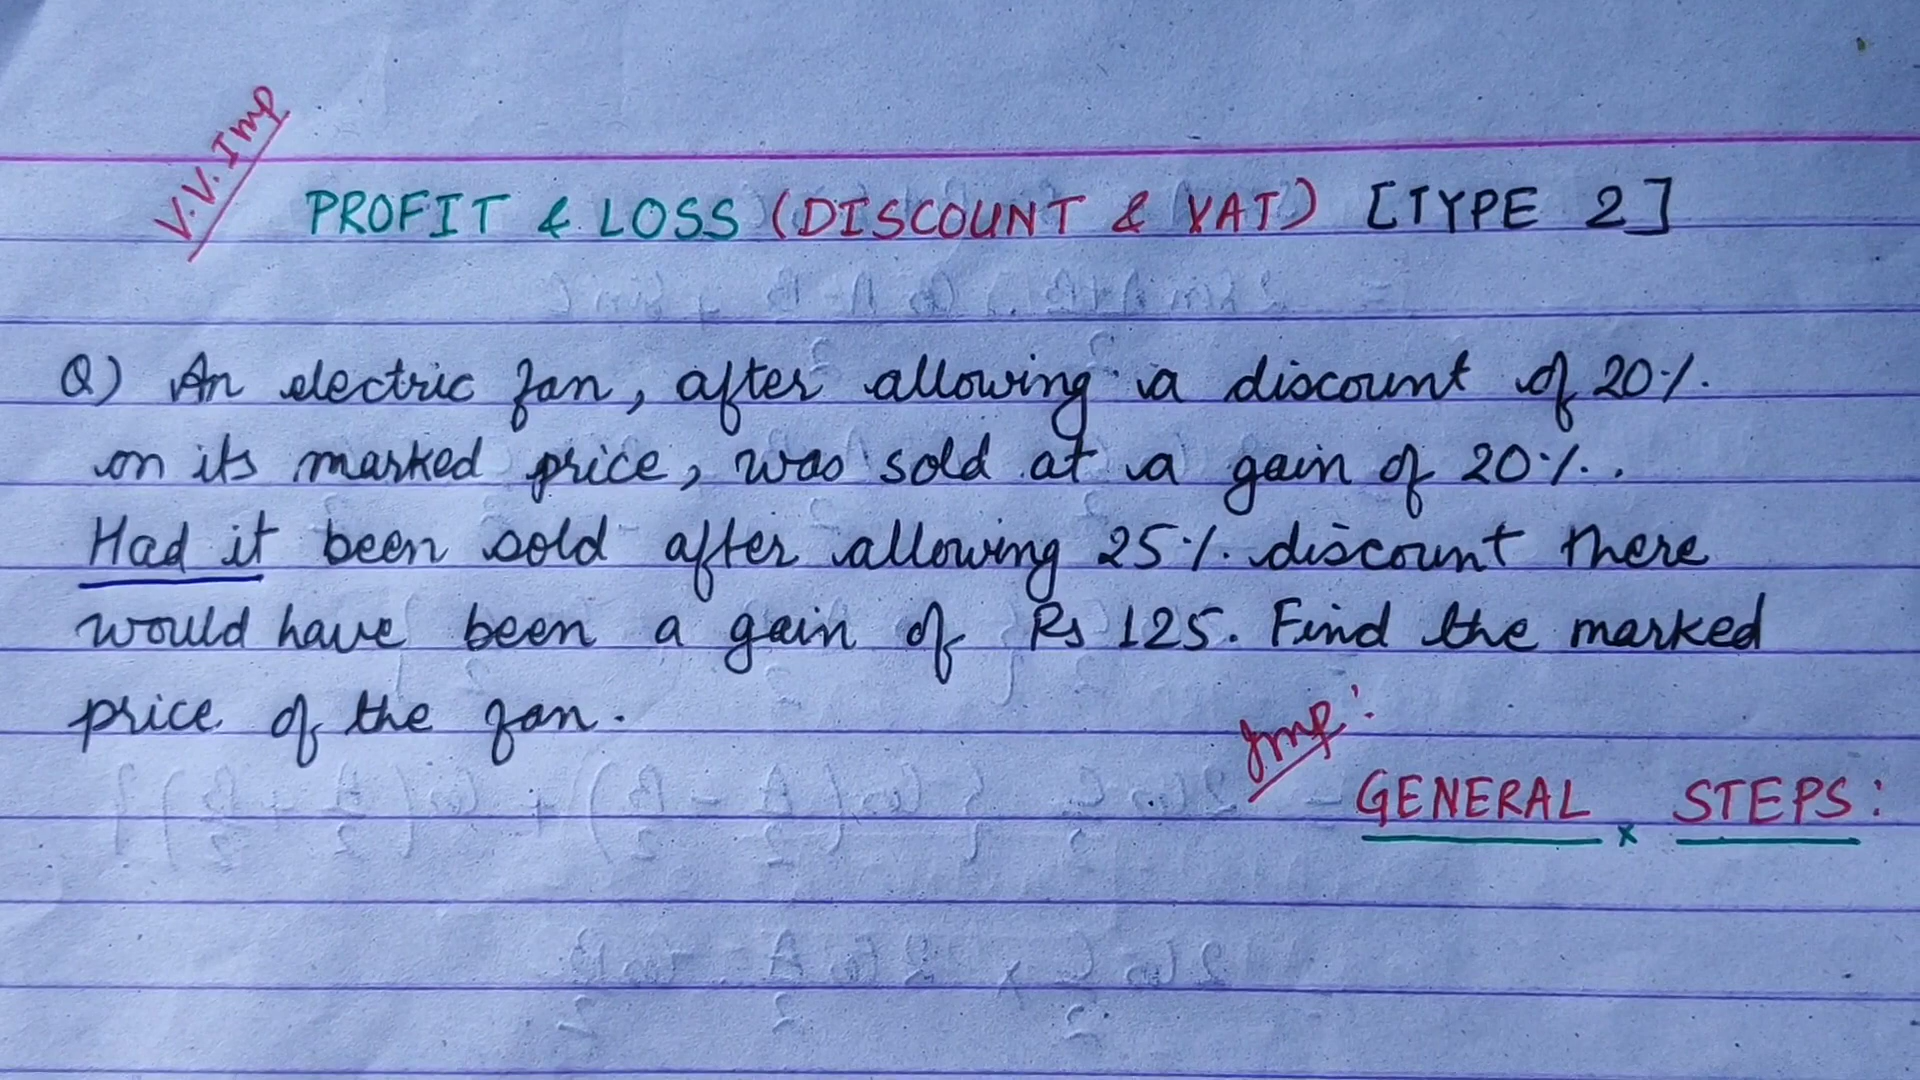 V.V. Imp
PROFIT & LOSS (DISCOUNT & VAT) [TYPE 2]
Q) An electric fan, after allowing a discount of 20%.
on its marked price, was sold at a gain of 20%..
Had it been sold after allowing 25%. discount there
would have been a gain of Rs 125. Find the marked
price of the fan.
Imp:
GENERAL STEPS: